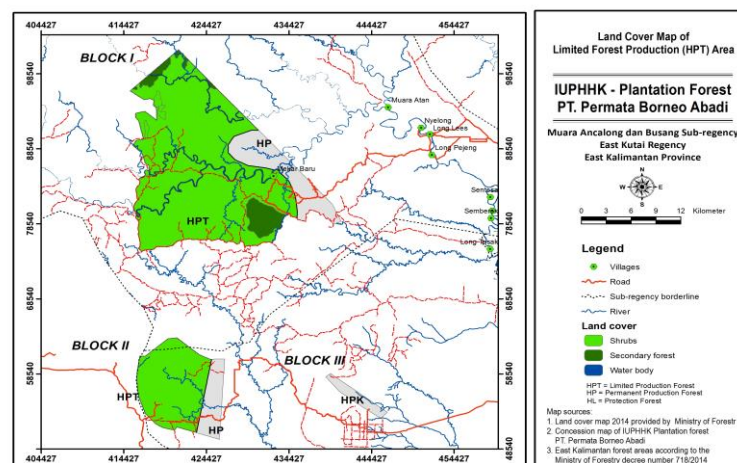 404427 414427 424427 434427 444427 454427
98540 98540
88540 88540
78540 78540
68540 68540
58540 58540
48540 48540
404427 414427 424427 434427 444427 454427
BLOCK I
HP
HPT
Muara Atan
Nyelong
Long Lees
Long Pejeng
Baru
BLOCK II
HPT
HP
BLOCK III
HPK
Land Cover Map of
Limited Forest Production (HPT) Area
IUPHHK - Plantation Forest
PT. Permata Borneo Abadi
Muara Ancalong dan Busang Sub-regency
East Kutai Regency
East Kalimantan Province
N
W E
S
0 3 6 12 Kilometer
Legend
Villages
Road
Sub-regency borderline
River
Land cover
Shrubs
Secondary forest
Water body
HPT = Limited Production Forest
HP = Permanent Production Forest
HL = Protection Forest
Map sources:
1. Land cover map 2014 provided by Ministry of Forestr
2. Concession map of IUPHHK Plantation forest
PT. Permata Borneo Abadi
3. East Kalimantan forest areas according to the
Ministry of Forestry decree number 718/2014